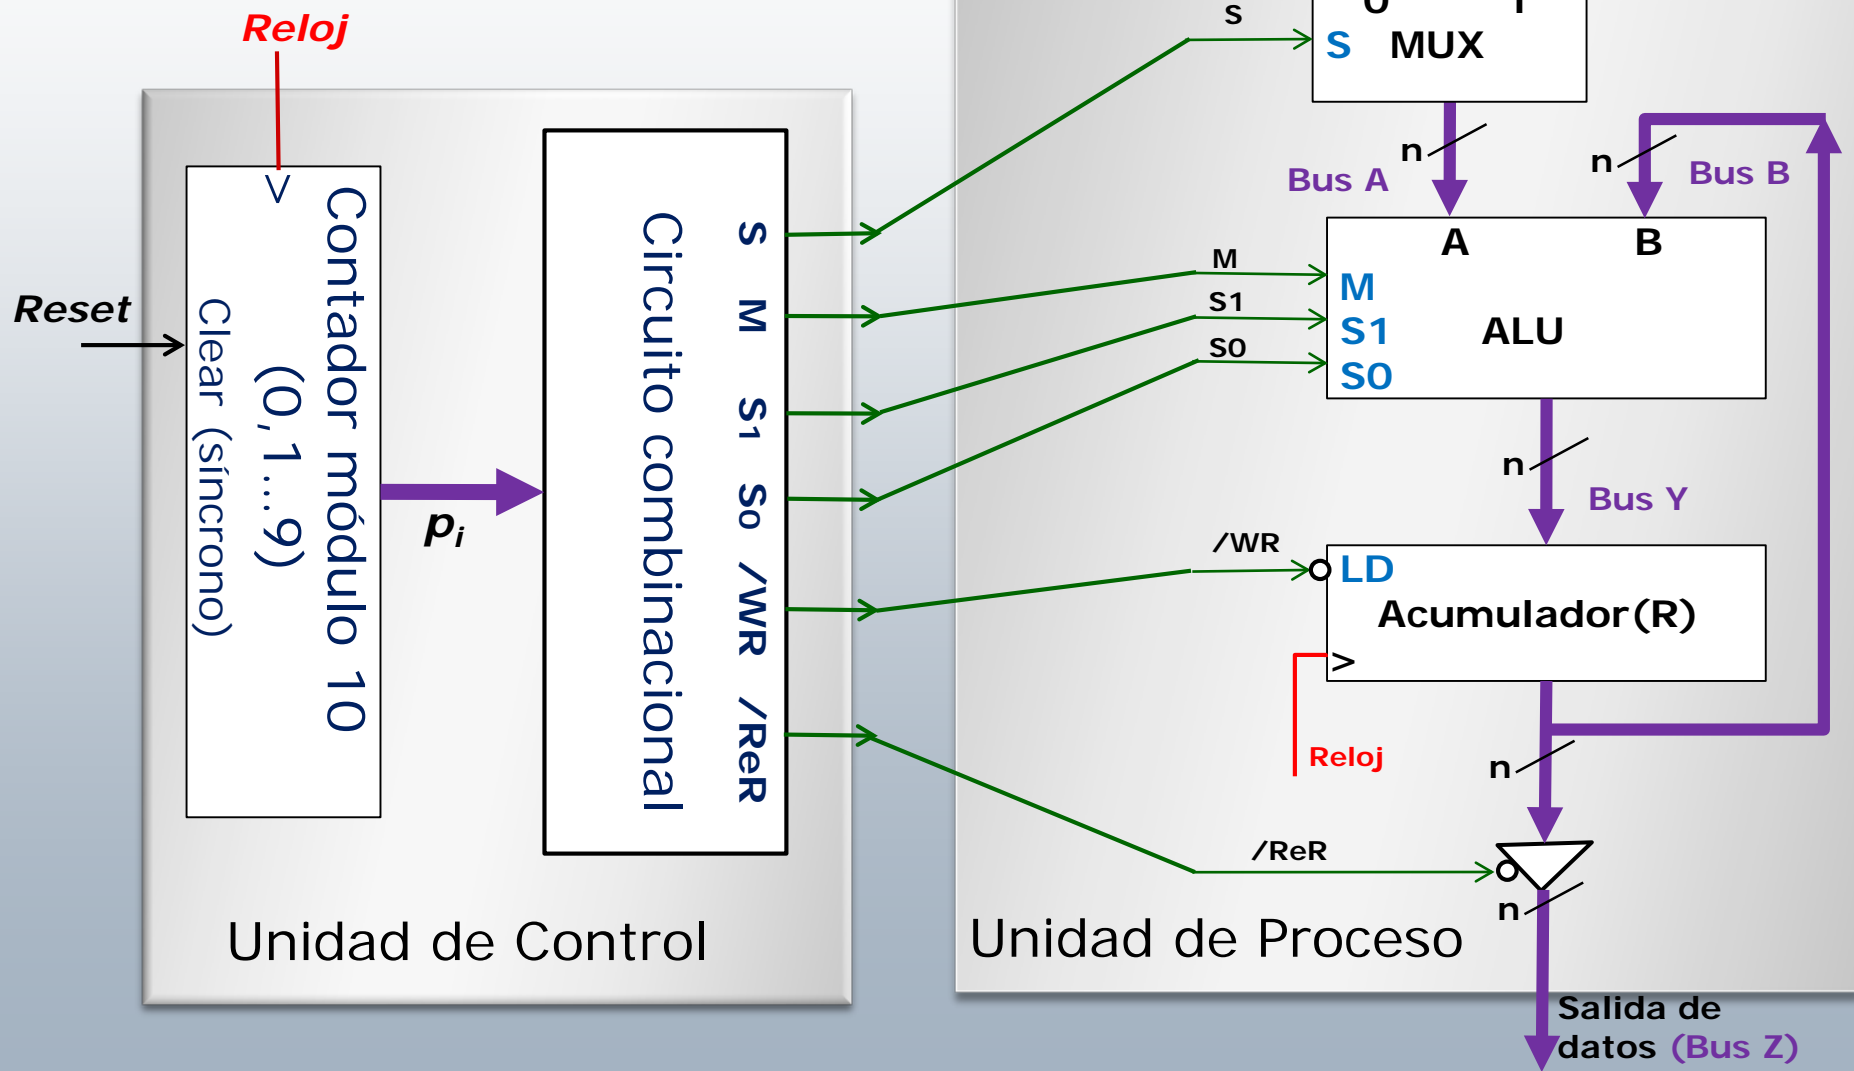 Reloj
Reset
>
Contador módulo 10
(0,1...9)
Clear (síncrono)
pi
Circuito combinacional
S
M
S1
S0
/WR
/ReR
Unidad de Control
S
M
S1
S0
/WR
/ReR
S MUX
n
Bus A
n
Bus B
A
B
M
S1
S0
ALU
n
Bus Y
LD
Acumulador(R)
>
Reloj
n
n
Unidad de Proceso
Salida de
datos (Bus Z)